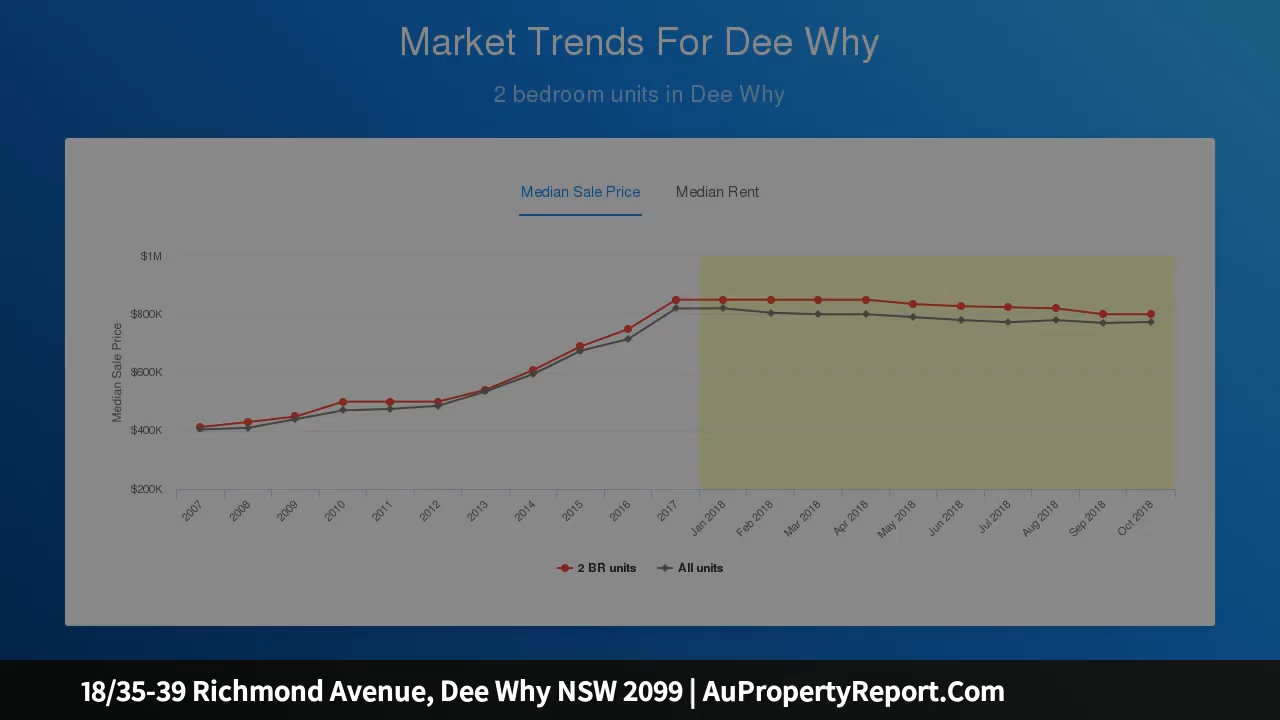 Market Trends For Dee Why
2 bedroom units in Dee Why
Median Sale Price
Median Rent
$1M
$800K
$600K
$400K
$200K
Median Sale Price
2007
2008
2009
2010
2011
2012
2013
2014
2015
2016
2017
Jan 2018
Feb 2018
Mar 2018
Apr 2018
May 2018
Jun 2018
Jul 2018
Aug 2018
Sep 2018
Oct 2018
2 BR units
All units
18/35-39 Richmond Avenue, Dee Why NSW 2099 | AuPropertyReport.Com